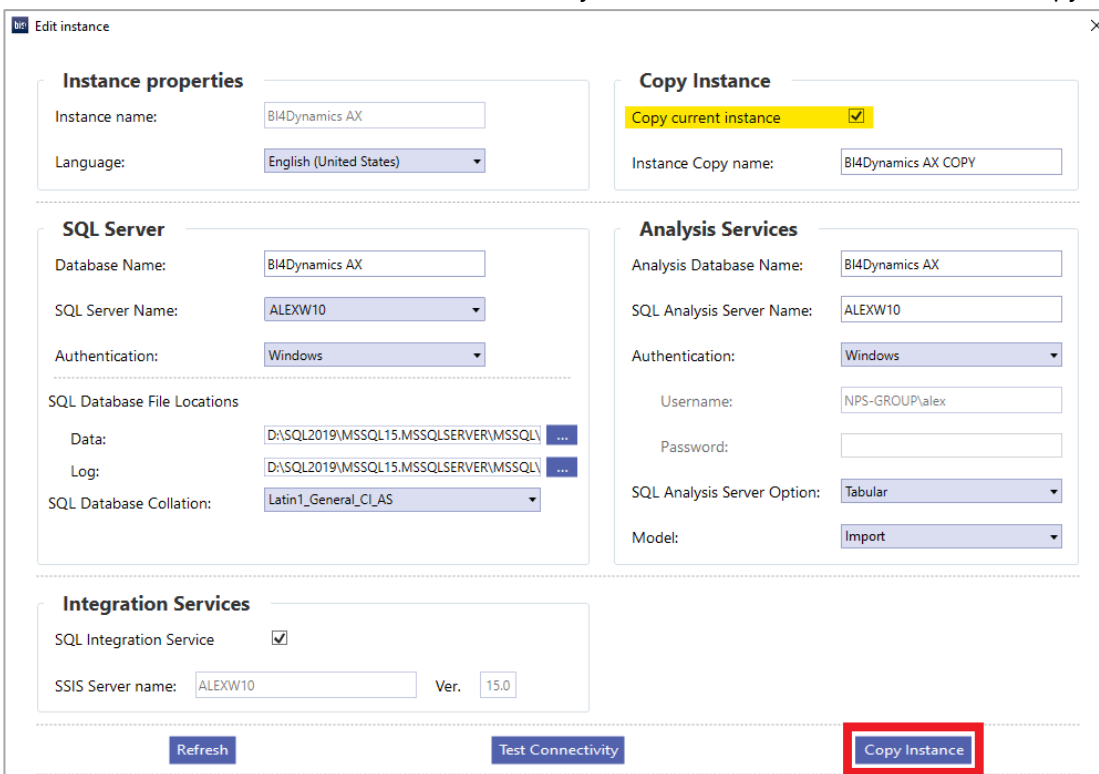 bi4 Edit instance
Instance properties
Instance name: BI4Dynamics AX
Language: English (United States)
Copy Instance
Copy current instance
Instance Copy name: BI4Dynamics AX COPY
SQL Server
Database Name: BI4Dynamics AX
SQL Server Name: ALEXW10
Authentication: Windows
SQL Database File Locations
Data: D:\SQL2019\MSSQL15.MSSQLSERVER\MSSQL\ ...
Log: D:\SQL2019\MSSQL15.MSSQLSERVER\MSSQL\ ...
SQL Database Collation: Latin1_General_CI_AS
Analysis Services
Analysis Database Name: BI4Dynamics AX
SQL Analysis Server Name: ALEXW10
Authentication: Windows
Username: NPS-GROUP\alex
Password:
SQL Analysis Server Option: Tabular
Model: Import
Integration Services
SQL Integration Service
SSIS Server name: ALEXW10 Ver. 15.0
Refresh Test Connectivity Copy Instance